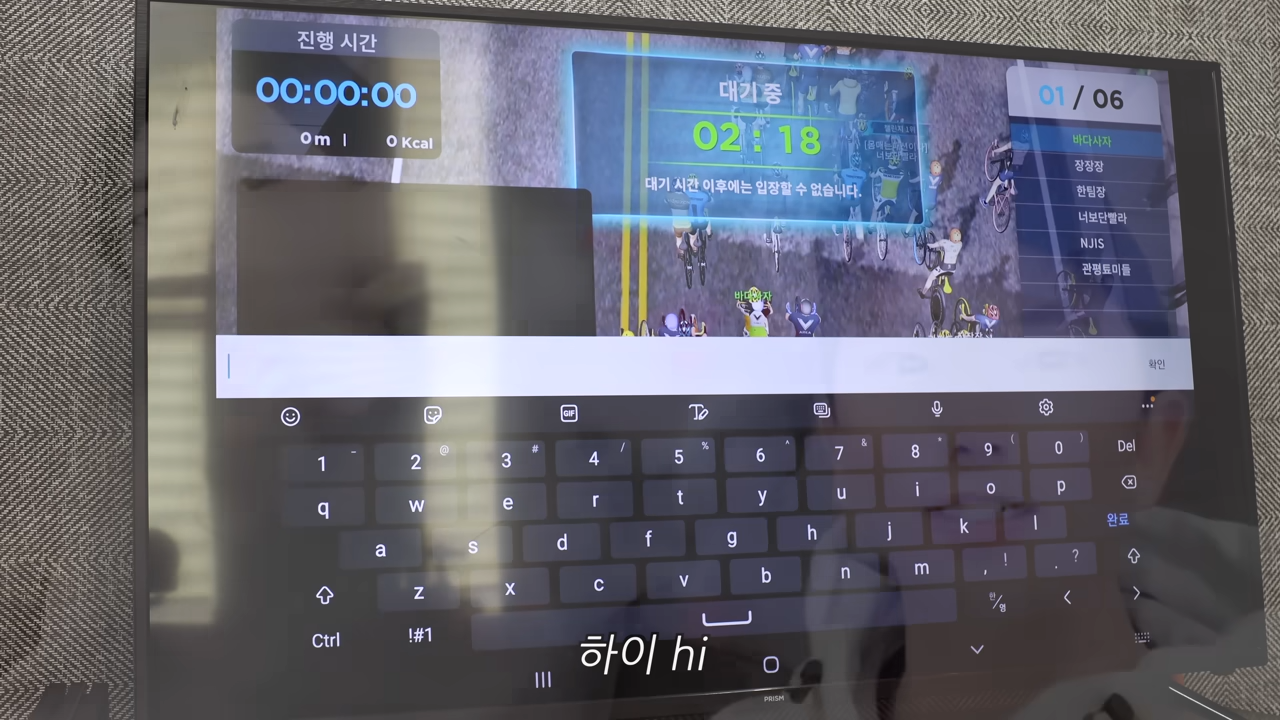 진행 시간
00:00:00
0 m | 0 Kcal
대기 중
02 : 18
대기 시간 이후에는 입장할 수 없습니다.
01 / 06
바다사자
장장장
한팀장
너보단빨라
NJIS
관평료미들
바다사자
확인
GIF
1 - 2 @ 3 # 4 / 5 % 6 ^ 7 & 8 * 9 ( 0 ) Del
q w e r t y u i o p
a s d f g h j k l 완료
z x c v b n m , ! . ?
Ctrl !#1 한/영
하이 hi
PRISM